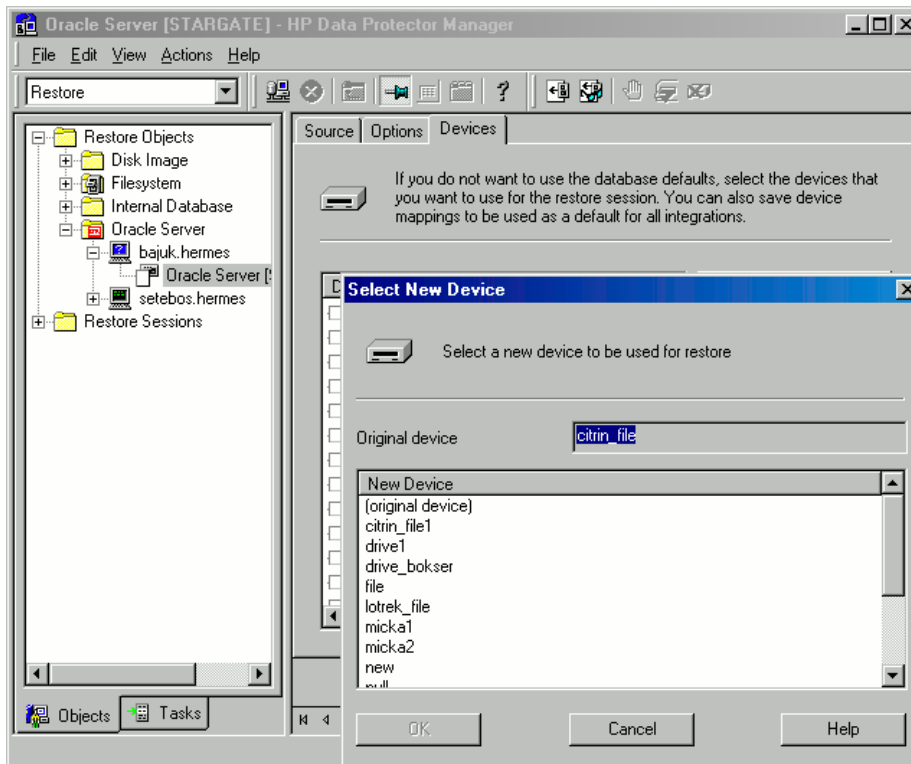 Oracle Server [STARGATE] - HP Data Protector Manager
File Edit View Actions Help
Restore
Restore Objects
Disk Image
Filesystem
Internal Database
Oracle Server
bajuk.hermes
Oracle Server [
setebos.hermes
Restore Sessions
Objects
Tasks
Source
Options
Devices
If you do not want to use the database defaults, select the devices that
you want to use for the restore session. You can also save device
mappings to be used as a default for all integrations.
Select New Device
Select a new device to be used for restore
Original device
citrin_file
New Device
(original device)
citrin_file1
drive1
drive_bokser
file
lotrek_file
micka1
micka2
new
null
OK
Cancel
Help